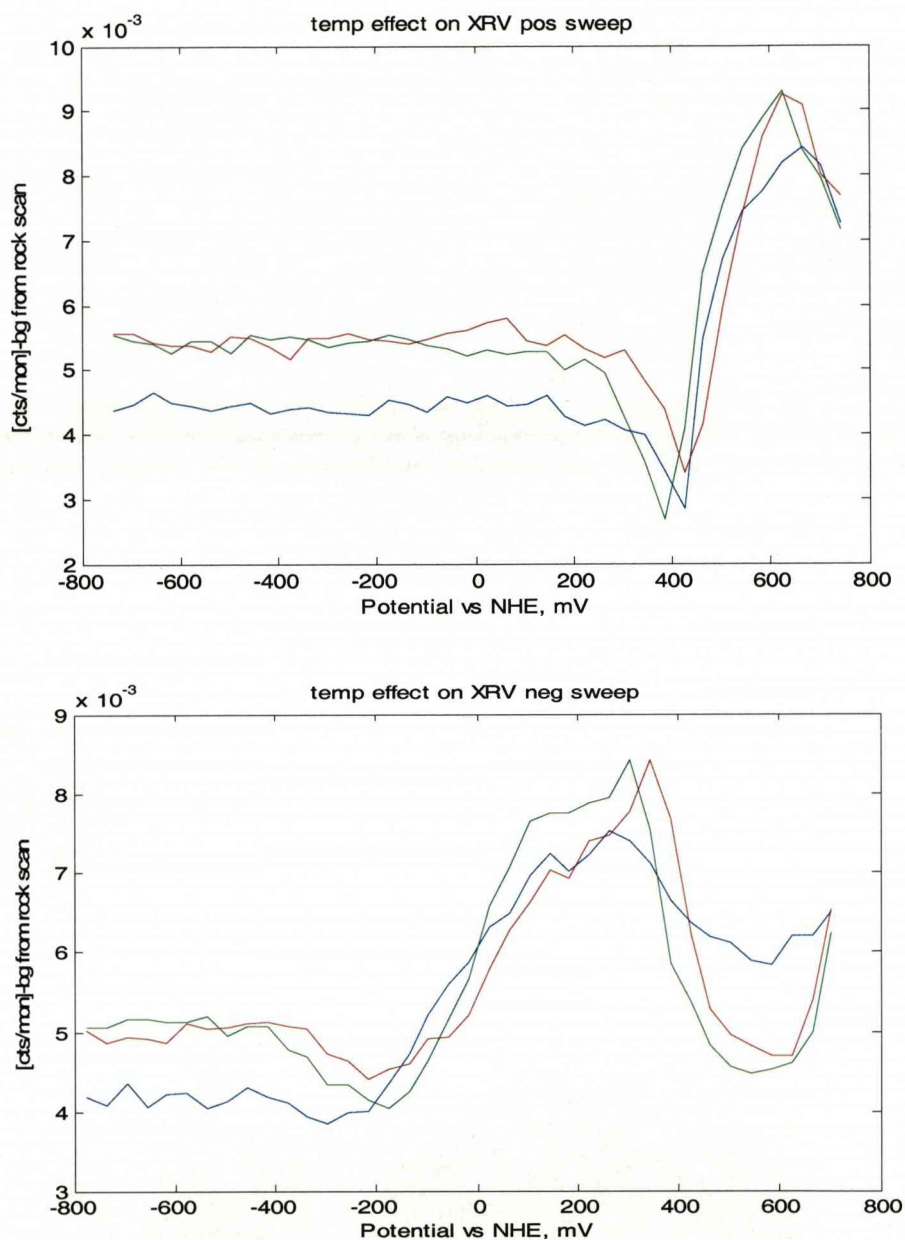 temp effect on XRV pos sweep
x 10⁻³
10
9
8
7
6
5
4
3
2
[cts/mon]-bg from rock scan
-800 -600 -400 -200 0 200 400 600 800
Potential vs NHE, mV
temp effect on XRV neg sweep
x 10⁻³
9
8
7
6
5
4
3
[cts/mon]-bg from rock scan
-800 -600 -400 -200 0 200 400 600 800
Potential vs NHE, mV